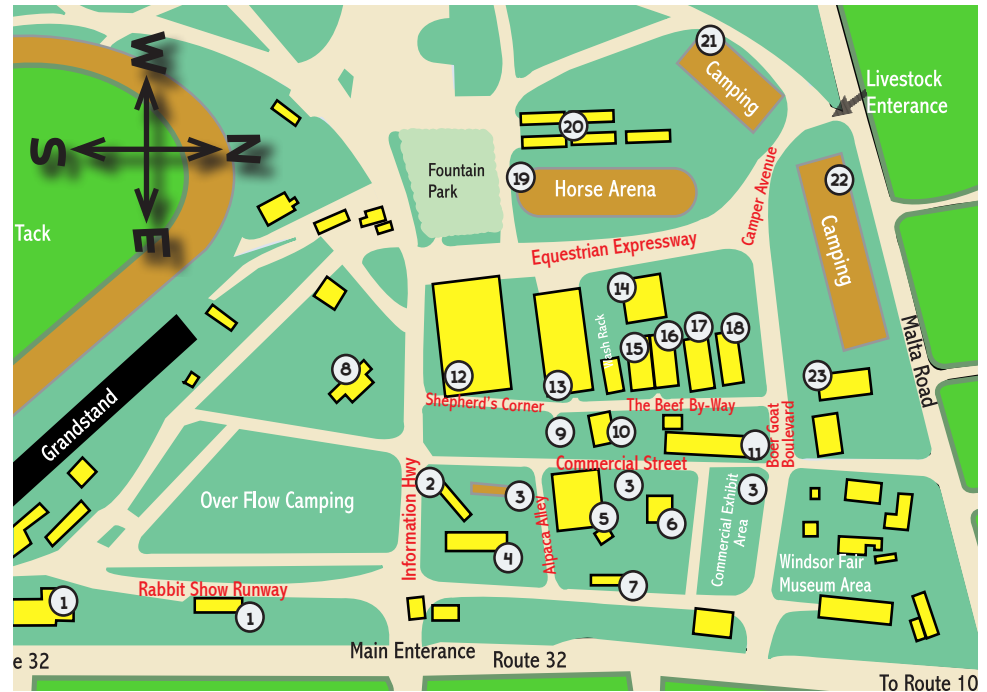 W
S
N
E
21
Camping
Livestock
Enterance
20
Fountain
Park
19
Horse Arena
Camper Avenue
22
Camping
Tack
Equestrian Expressway
14
Wash Rack
15
16
17
18
Malta Road
8
12
13
23
Shepherd's Corner
The Beef By-Way
Grandstand
9
10
11
Boer Goat
Boulevard
Commercial Street
Information Hwy
2
3
3
3
Over Flow Camping
Alpaca Alley
5
6
Commercial Exhibit
Area
4
Windsor Fair
Museum Area
7
Rabbit Show Runway
1
1
Main Enterance
e 32
Route 32
To Route 10